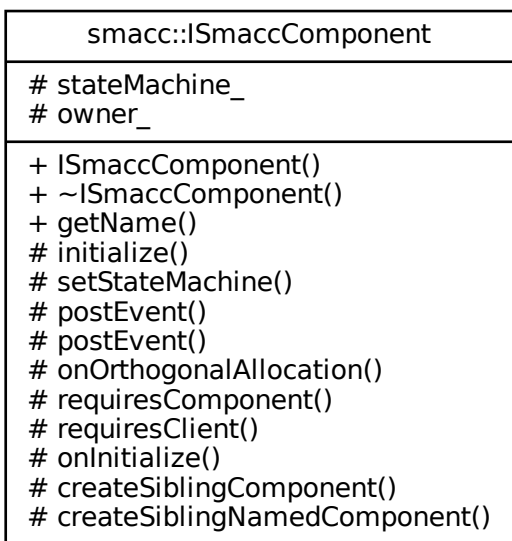 smacc::ISmaccComponent
# stateMachine_
# owner_
+ ISmaccComponent()
+ ~ISmaccComponent()
+ getName()
# initialize()
# setStateMachine()
# postEvent()
# postEvent()
# onOrthogonalAllocation()
# requiresComponent()
# requiresClient()
# onInitialize()
# createSiblingComponent()
# createSiblingNamedComponent()